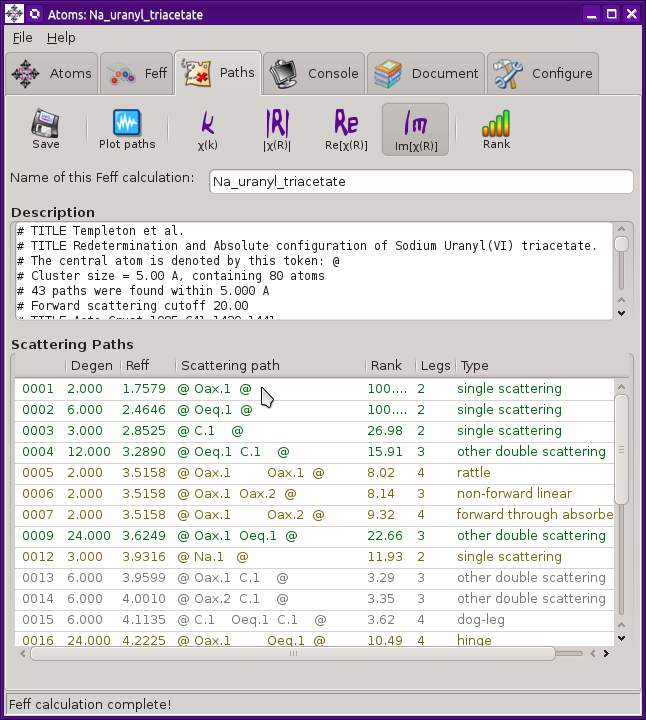 Atoms: Na_uranyl_triacetate
File Help
Atoms Feff Paths Console Document Configure
k |R| Re Im
Save Plot paths χ(k) |χ(R)| Re[χ(R)] Im[χ(R)] Rank
Name of this Feff calculation: Na_uranyl_triacetate
Description
# TITLE Templeton et al.
# TITLE Redetermination and Absolute configuration of Sodium Uranyl(VI) triacetate.
# The central atom is denoted by this token: @
# Cluster size = 5.00 A, containing 80 atoms
# 43 paths were found within 5.000 A
# Forward scattering cutoff 20.00
Scattering Paths
Degen Reff Scattering path Rank Legs Type
0001 2.000 1.7579 @ Oax.1 @ 100.... 2 single scattering
0002 6.000 2.4646 @ Oeq.1 @ 100.... 2 single scattering
0003 3.000 2.8525 @ C.1 @ 26.98 2 single scattering
0004 12.000 3.2890 @ Oeq.1 C.1 @ 15.91 3 other double scattering
0005 2.000 3.5158 @ Oax.1 Oax.1 @ 8.02 4 rattle
0006 2.000 3.5158 @ Oax.1 Oax.2 @ 8.14 3 non-forward linear
0007 2.000 3.5158 @ Oax.1 Oax.2 @ 9.32 4 forward through absorbe
0009 24.000 3.6249 @ Oax.1 Oeq.1 @ 22.66 3 other double scattering
0012 3.000 3.9316 @ Na.1 @ 11.93 2 single scattering
0013 6.000 3.9599 @ Oax.1 C.1 @ 3.29 3 other double scattering
0014 6.000 4.0010 @ Oax.2 C.1 @ 3.35 3 other double scattering
0015 6.000 4.1135 @ C.1 Oeq.1 C.1 @ 3.62 4 dog-leg
0016 24.000 4.2225 @ Oax.1 Oeq.1 @ 10.49 4 hinge
Feff calculation complete!